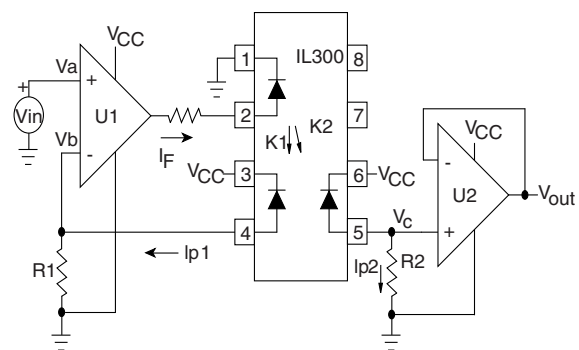 VCC
1
IL300
8
Va
+
+
Vin
U1
2
7
VCC
Vb
-
IF
K1
K2
-
VCC
3
6
VCC
U2
Vout
4
5
Vc
+
Ip1
R1
Ip2
R2